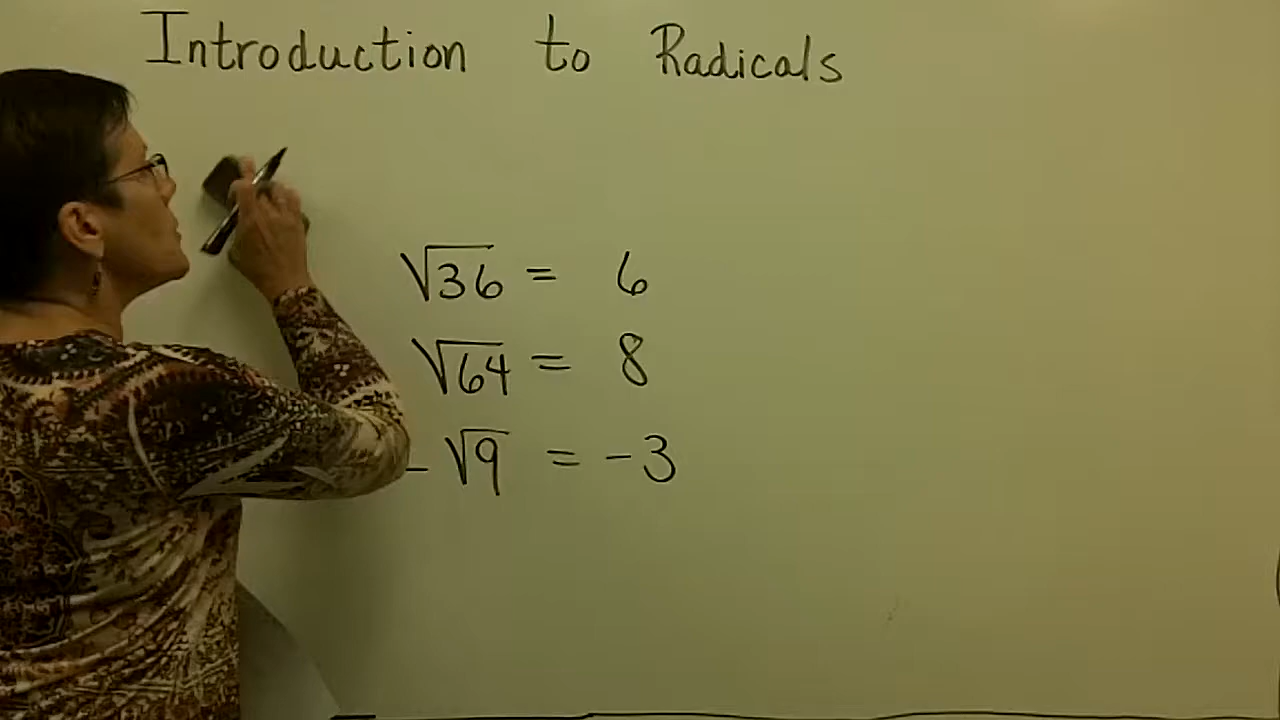 Introduction to Radicals
√36 = 6
√64 = 8
-√9 = -3